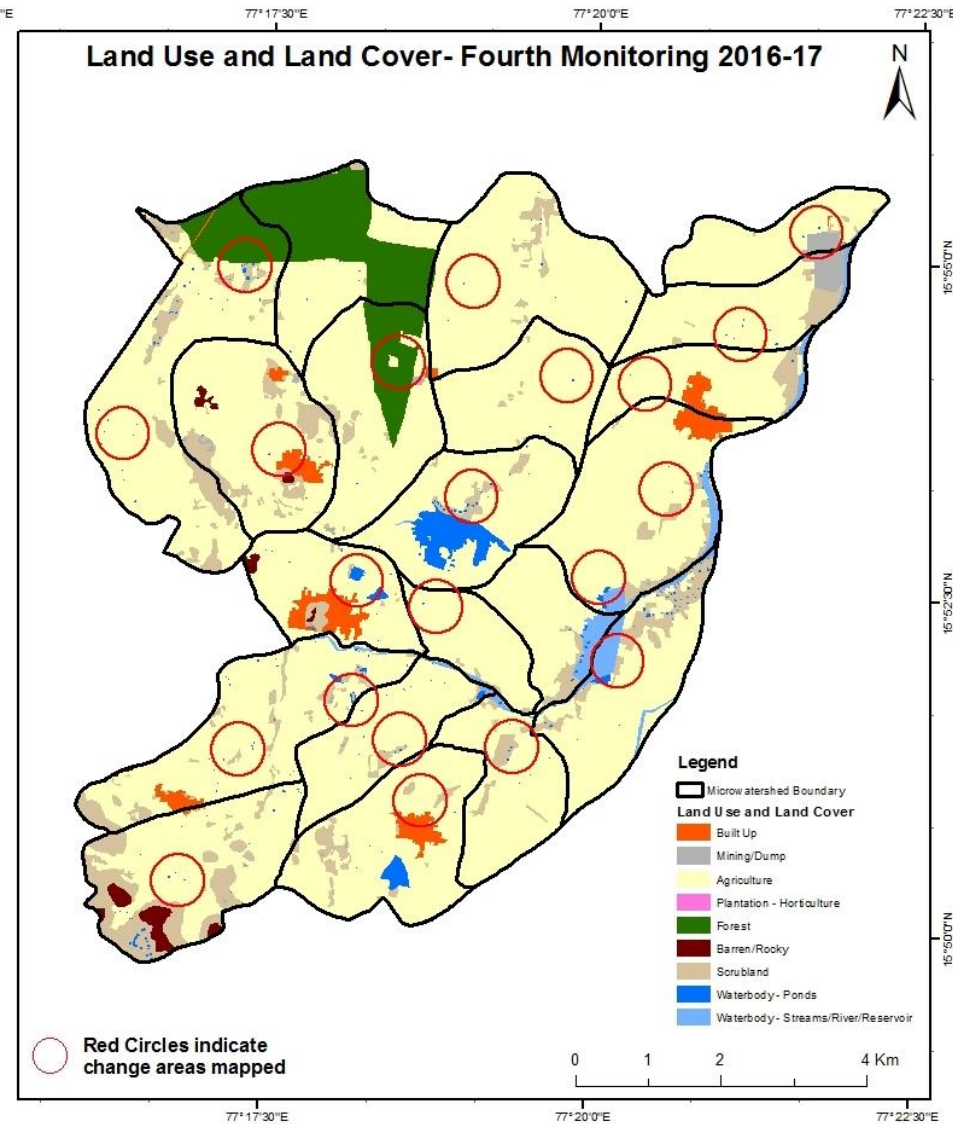 "E
77°17'30"E
77°20'0"E
77°22'30"E
Land Use and Land Cover- Fourth Monitoring 2016-17
N
15°55'0"N
15°52'30"N
Legend
Microwatershed Boundary
Land Use and Land Cover
Built Up
Mining/Dump
Agriculture
Plantation - Horticulture
Forest
Barren/Rocky
Scrubland
Waterbody - Ponds
Waterbody - Streams/River/Reservoir
15°50'0"N
Red Circles indicate
change areas mapped
0 1 2 4 Km
77°17'30"E
77°20'0"E
77°22'30"E